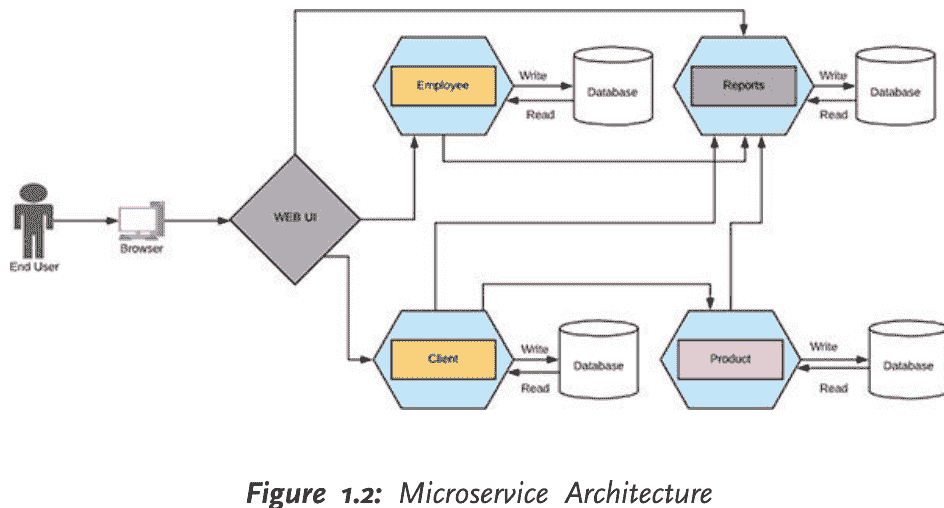 Employee
Write
Read
Database
Reports
Write
Read
Database
WEB UI
End User
Browser
Client
Write
Read
Database
Product
Write
Read
Database
Figure 1.2: Microservice Architecture